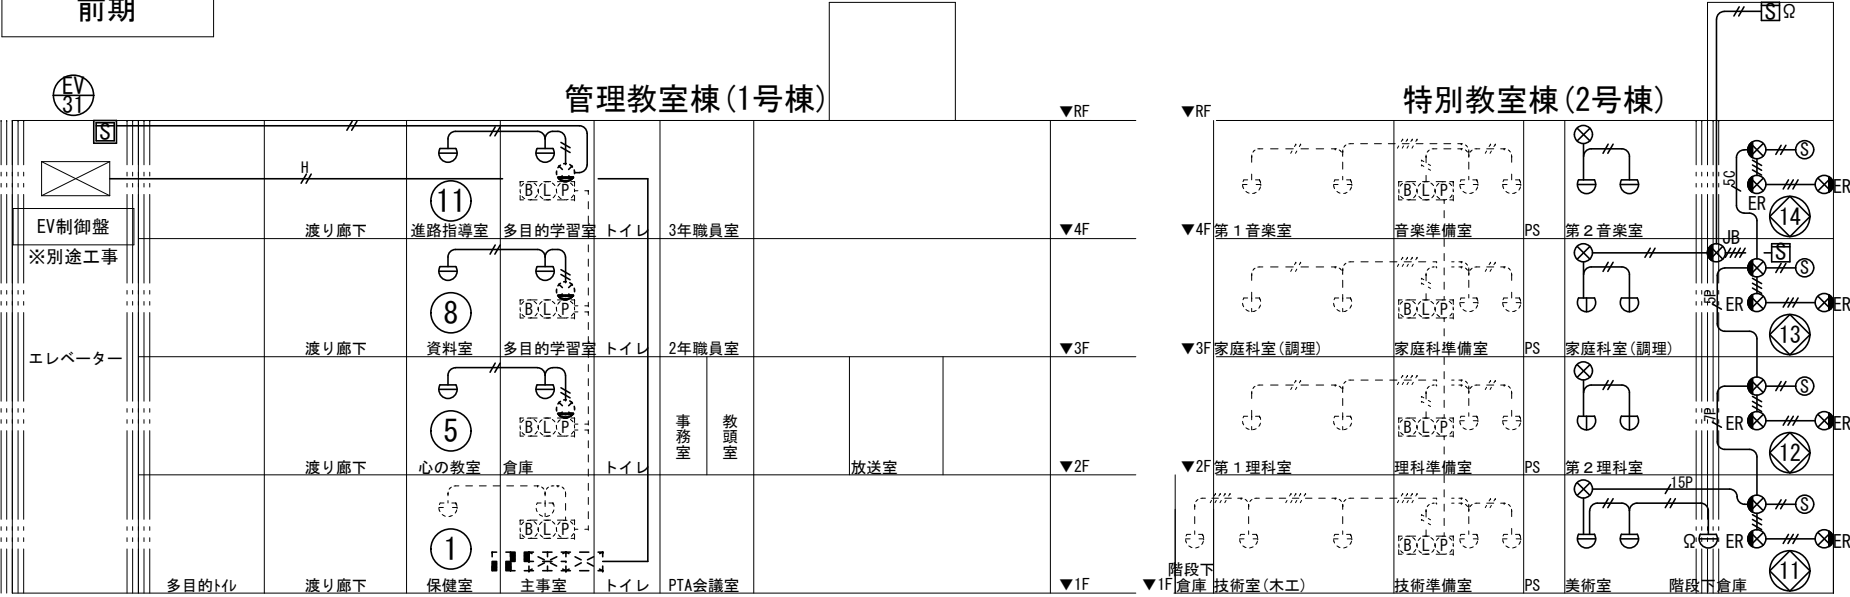 前期
S Ω
EV
31
管理教室棟(1号棟)
特別教室棟(2号棟)
▼RF
▼RF
S
H
11
B L P
B L P
S
5C
ER
ER
14
EV制御盤
渡り廊下
進路指導室
多目的学習室
トイレ
3年職員室
▼4F
▼4F
第1音楽室
音楽準備室
PS
第2音楽室
※別途工事
JB
S
8
B L P
B L P
S
5P
ER
ER
13
エレベーター
渡り廊下
資料室
多目的学習室
トイレ
2年職員室
▼3F
▼3F
家庭科室(調理)
家庭科準備室
PS
家庭科室(調理)
5
B L P
事務室
教頭室
B L P
S
7P
ER
ER
12
渡り廊下
心の教室
倉庫
トイレ
放送室
▼2F
▼2F
第1理科室
理科準備室
PS
第2理科室
15P
1
B L P
B L P
S
Ω
ER
ER
11
多目的トイル
渡り廊下
保健室
主事室
トイレ
PTA会議室
▼1F
▼1F
階段下
倉庫
技術室(木工)
技術準備室
PS
美術室
階段下倉庫